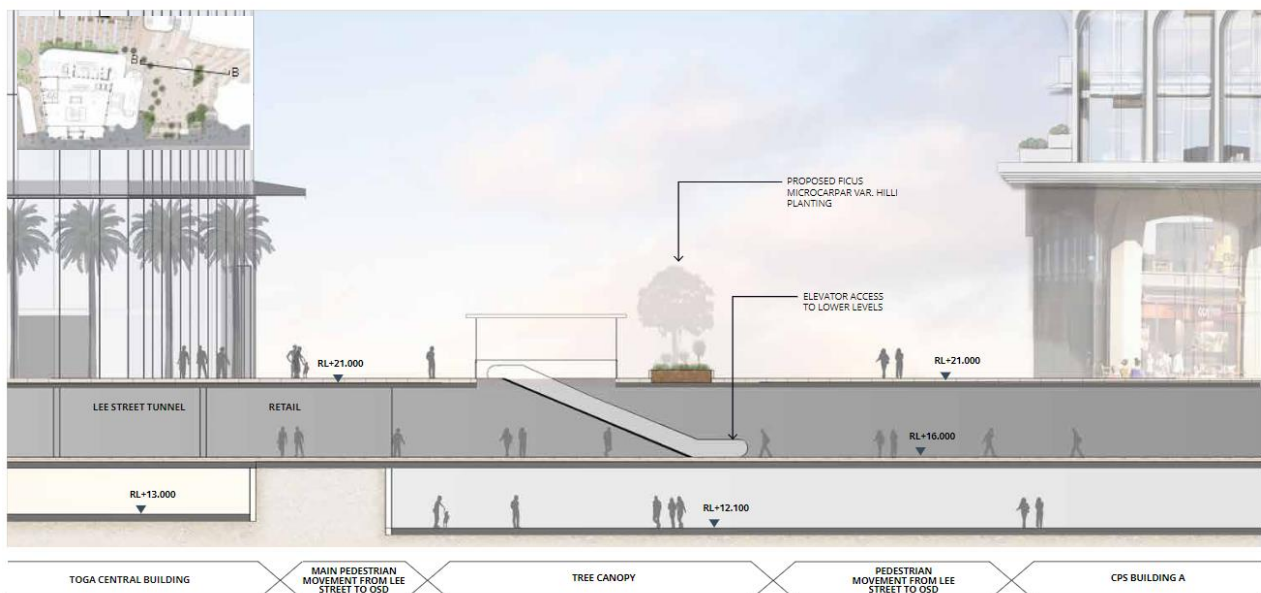 B
B
PROPOSED FICUS
MICROCARPAR VAR. HILLI
PLANTING
ELEVATOR ACCESS
TO LOWER LEVELS
RL+21.000
RL+21.000
LEE STREET TUNNEL
RETAIL
RL+16.000
RL+13.000
RL+12.100
TOGA CENTRAL BUILDING
MAIN PEDESTRIAN
MOVEMENT FROM LEE
STREET TO OSD
TREE CANOPY
PEDESTRIAN
MOVEMENT FROM LEE
STREET TO OSD
CPS BUILDING A